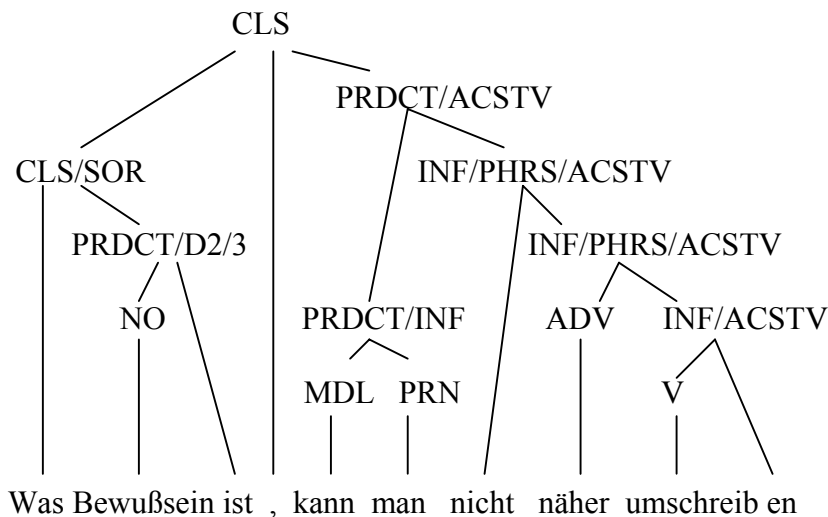 CLS
PRDCT/ACSTV
CLS/SOR INF/PHRS/ACSTV
PRDCT/D2/3 INF/PHRS/ACSTV
NO PRDCT/INF ADV INF/ACSTV
MDL PRN V
Was Bewußsein ist , kann man nicht näher umschreib en